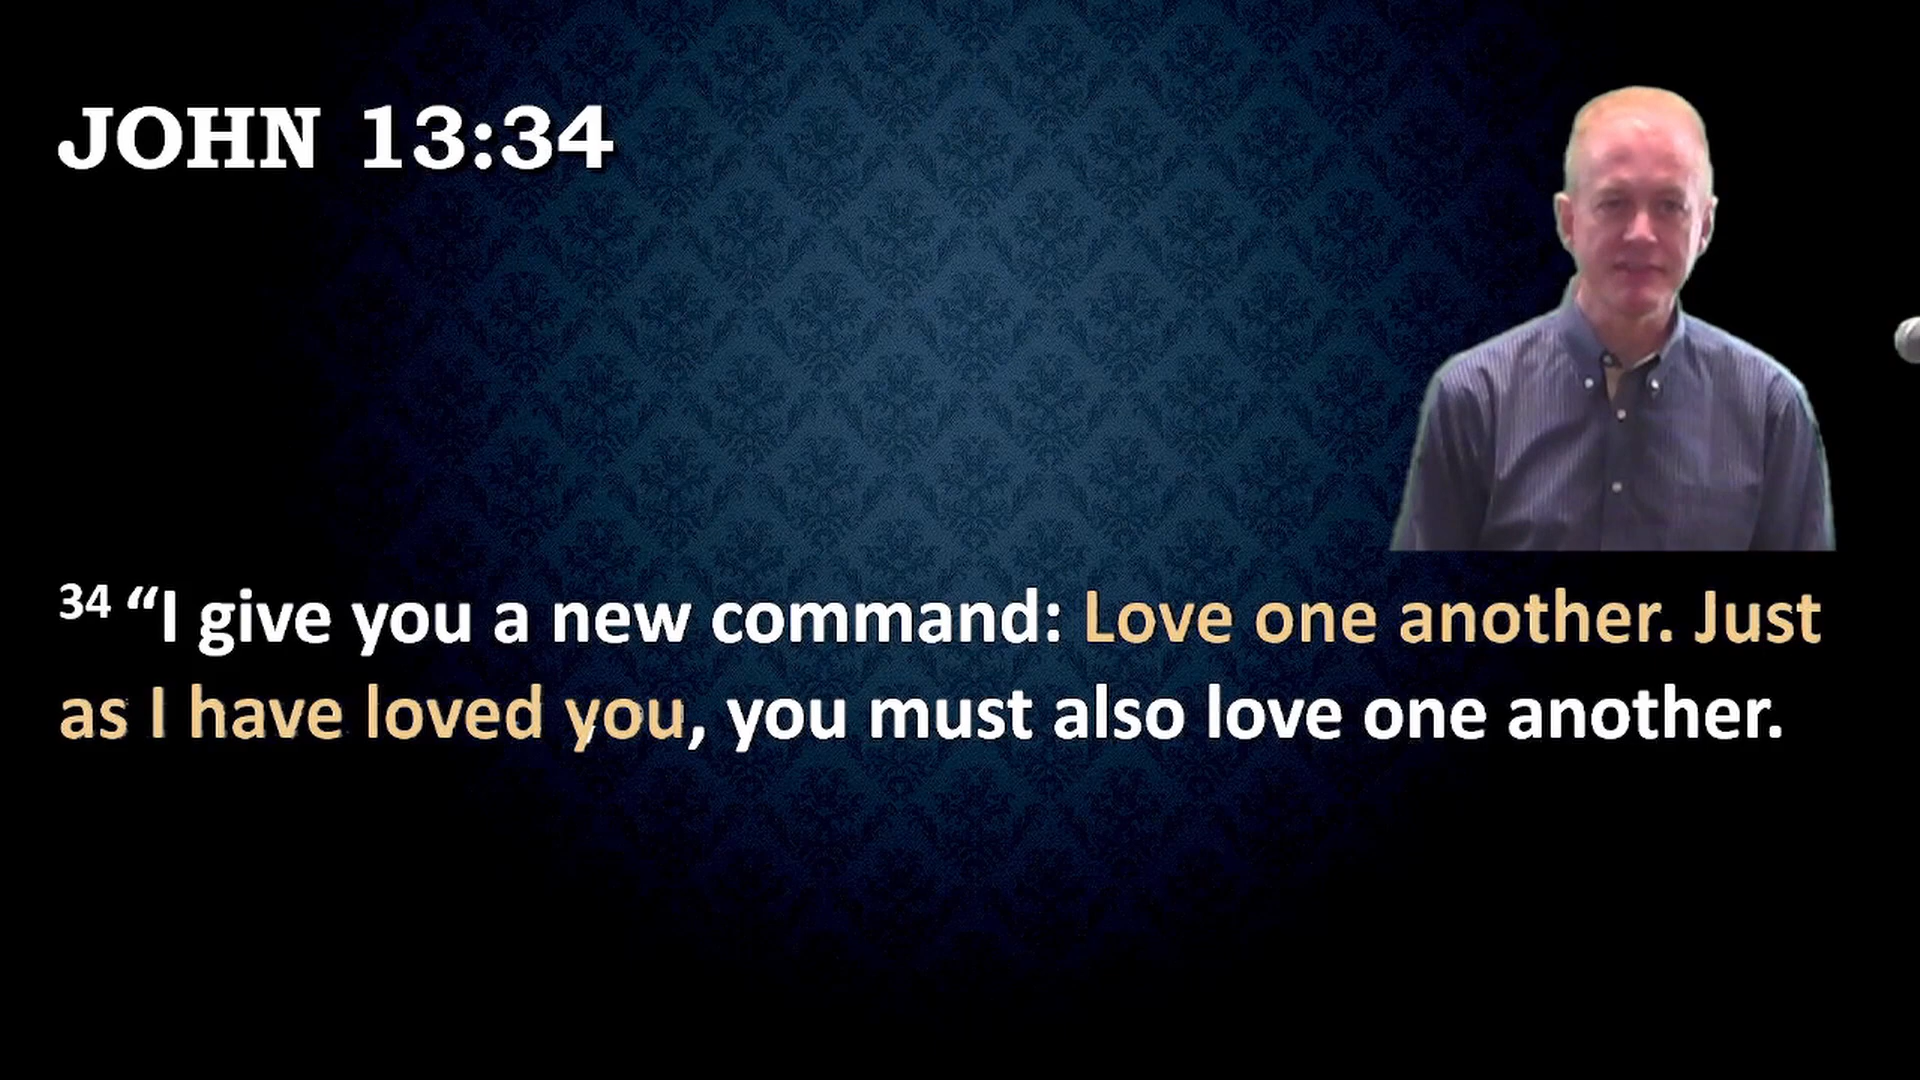 JOHN 13:34
34 “I give you a new command: Love one another. Just
as I have loved you, you must also love one another.